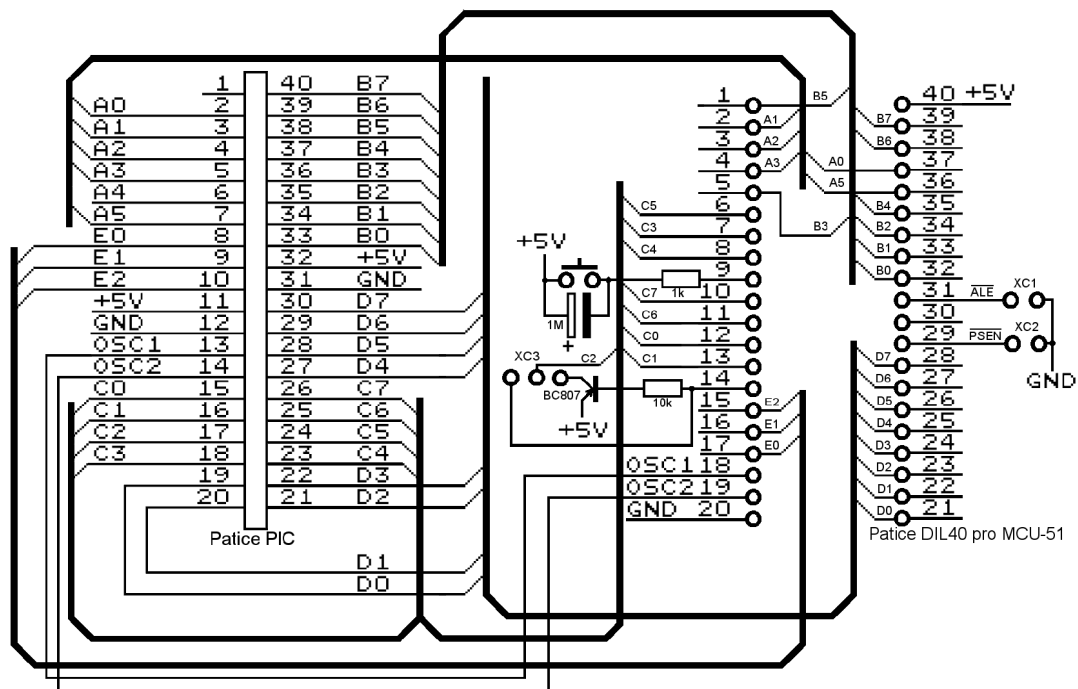 1 40 B7
A0 2 39 B6
A1 3 38 B5
A2 4 37 B4
A3 5 36 B3
A4 6 35 B2
A5 7 34 B1
E0 8 33 B0
E1 9 32 +5V
E2 10 31 GND
+5V 11 30 D7
GND 12 29 D6
OSC1 13 28 D5
OSC2 14 27 D4
C0 15 26 C7
C1 16 25 C6
C2 17 24 C5
C3 18 23 C4
19 22 D3
20 21 D2
Patice PIC
D1
D0
1 B5
2 A1
3 A2
4 A3 A0
5 A5
C5 6
C3 7 B3
C4 8
+5V
9
1k
C7 10
1M
+
C6 11
C0 12
XC3 C2 C1 13
14
BC807 10k
+5V
15 E2
16 E1
17 E0
OSC1 18
OSC2 19
GND 20
40 +5V
B7 39
B6 38
37
36
B4 35
B2 34
B1 33
B0 32
31 ALE XC1
30
29 PSEN XC2
D7 28
GND
D6 27
D5 26
D4 25
D3 24
D2 23
D1 22
D0 21
Patice DIL40 pro MCU-51